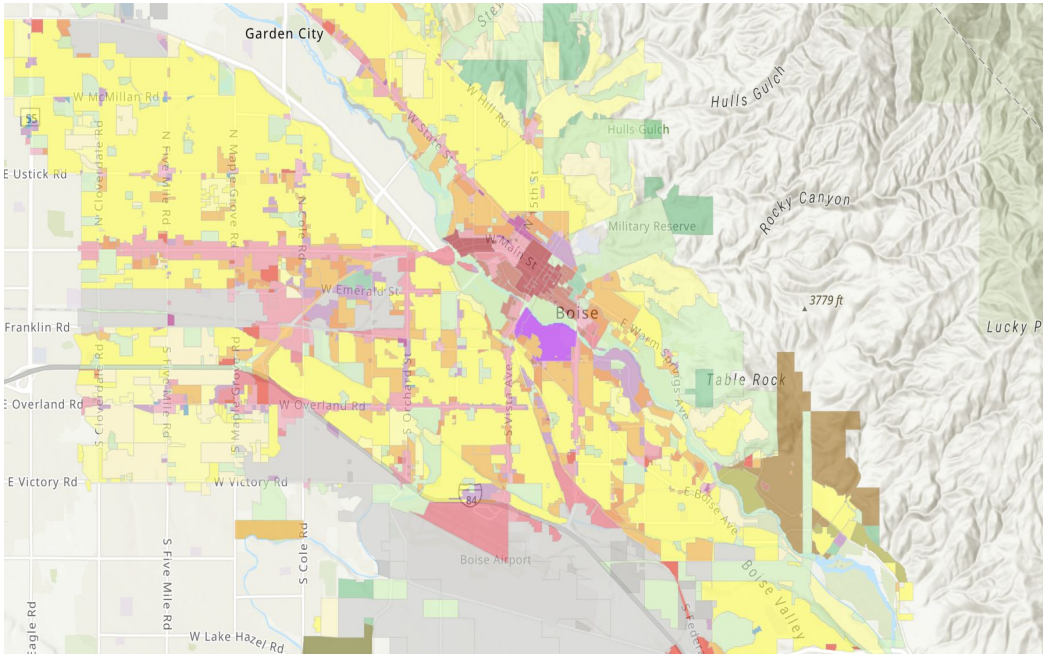 Garden City
Hulls Gulch
W McMillan Rd
W Hill Rd
55
W State St
Hulls Gulch
E Ustick Rd
N Cloverdale Rd
N Five Mile Rd
N Maple Grove Rd
N Cole Rd
Rocky Canyon
Military Reserve
W Main St
W Emerald St
3779 ft
Boise
Franklin Rd
E Warm Springs Ave
Lucky P
S Cloverdale Rd
S Five Mile Rd
S Maple Grove Rd
S Orchard St
S Vista Ave
Table Rock
E Overland Rd
W Overland Rd
E Victory Rd
W Victory Rd
84
E Boise Ave
S Cole Rd
S Five Mile Rd
Boise Airport
Boise Valley
Eagle Rd
W Lake Hazel Rd
S Federa